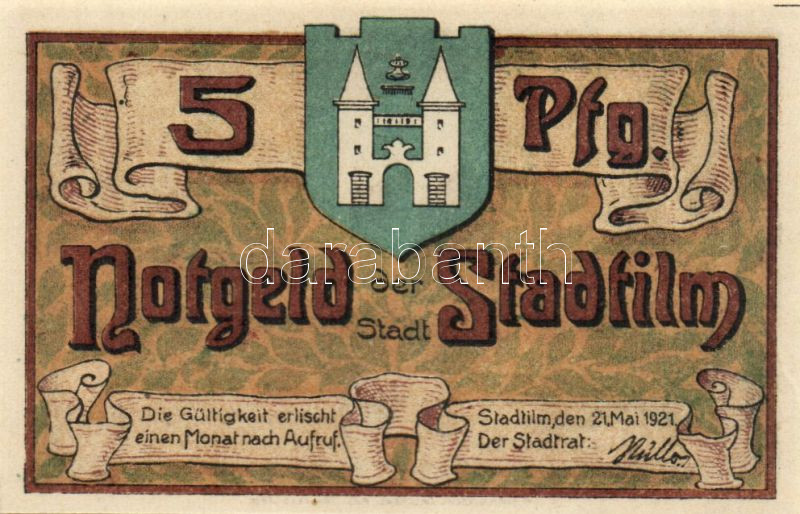 5 Pfg.
Notgeld der Stadt Stadtilm
Die Gültigkeit erlischt
einen Monat nach Aufruf.
Stadtilm, den 21. Mai 1921.
Der Stadtrat:
darabanth